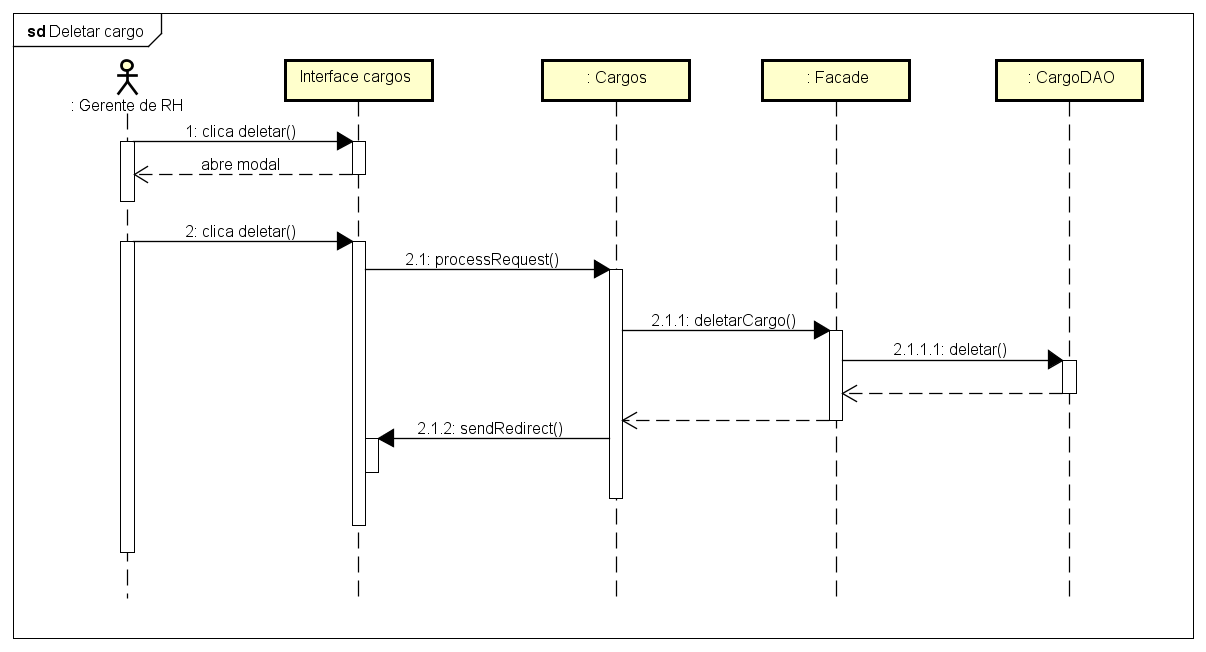 sd Deletar cargo
: Gerente de RH
Interface cargos
: Cargos
: Facade
: CargoDAO
1: clica deletar()
abre modal
2: clica deletar()
2.1: processRequest()
2.1.1: deletarCargo()
2.1.1.1: deletar()
2.1.2: sendRedirect()